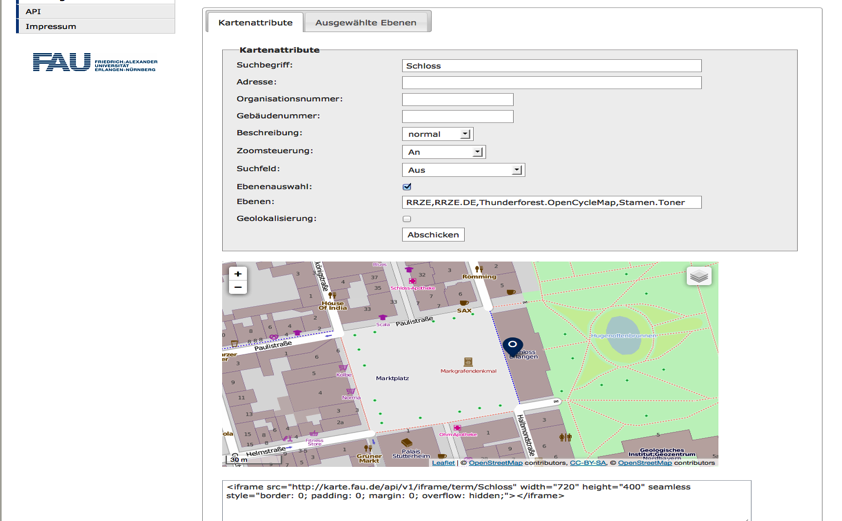 API
Impressum
FAU FRIEDRICH-ALEXANDER
UNIVERSITÄT
ERLANGEN-NÜRNBERG
Kartenattribute
Ausgewählte Ebenen
Kartenattribute
Suchbegriff: Schloss
Adresse:
Organisationsnummer:
Gebäudenummer:
Beschreibung: normal
Zoomsteuerung: An
Suchfeld: Aus
Ebenenauswahl:
Ebenen: RRZE,RRZE.DE,Thunderforest.OpenCycleMap,Stamen.Toner
Geolokalisierung:
Abschicken
+
−
House
Of India
SAX
Paulistraße
Paulistraße
Marktplatz
Markgrafendenkmal
Hugenottenbrunnen
Halbmondstraße
Helmstraße
Grüner
Markt
Palais
Stutterheim
Geologisches
Institut,Geozentrum
30 m
Leaflet | © OpenStreetMap contributors, CC-BY-SA, © OpenStreetMap contributors
<iframe src="http://karte.fau.de/api/v1/iframe/term/Schloss" width="720" height="400" seamless
style="border: 0; padding: 0; margin: 0; overflow: hidden;"></iframe>